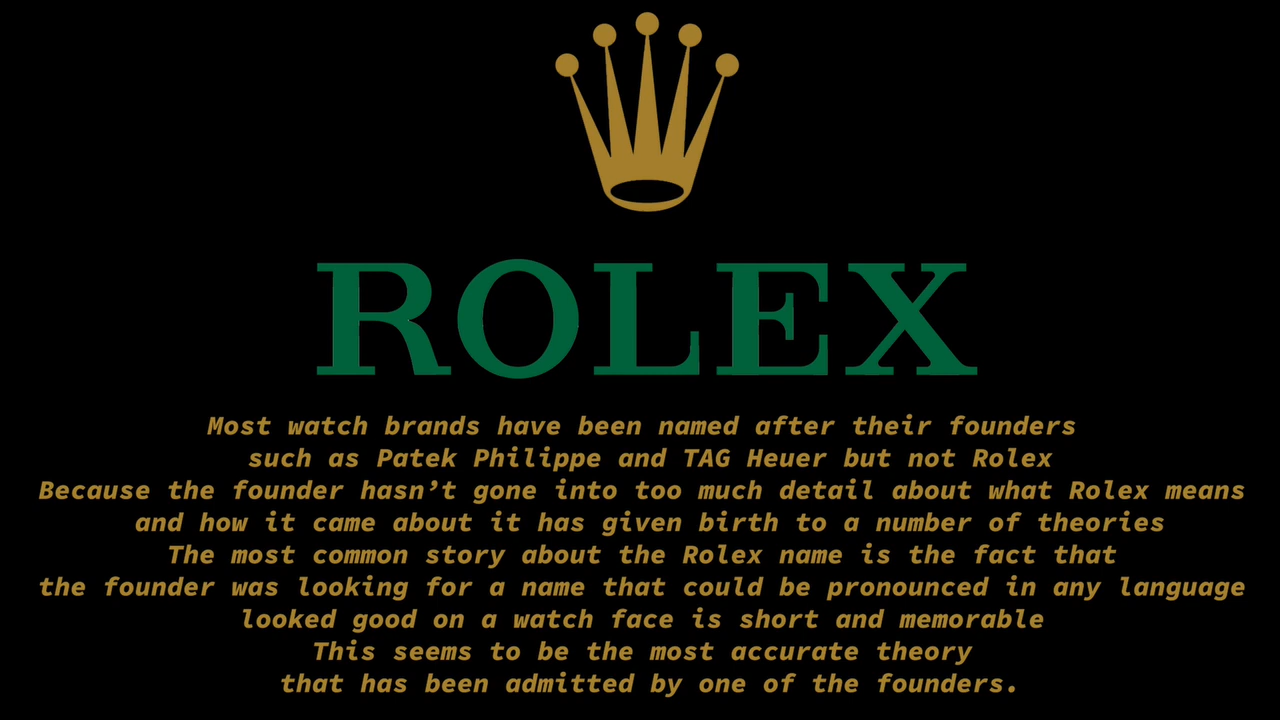 ROLEX
Most watch brands have been named after their founders
such as Patek Philippe and TAG Heuer but not Rolex
Because the founder hasn’t gone into too much detail about what Rolex means
and how it came about it has given birth to a number of theories
The most common story about the Rolex name is the fact that
the founder was looking for a name that could be pronounced in any language
looked good on a watch face is short and memorable
This seems to be the most accurate theory
that has been admitted by one of the founders.